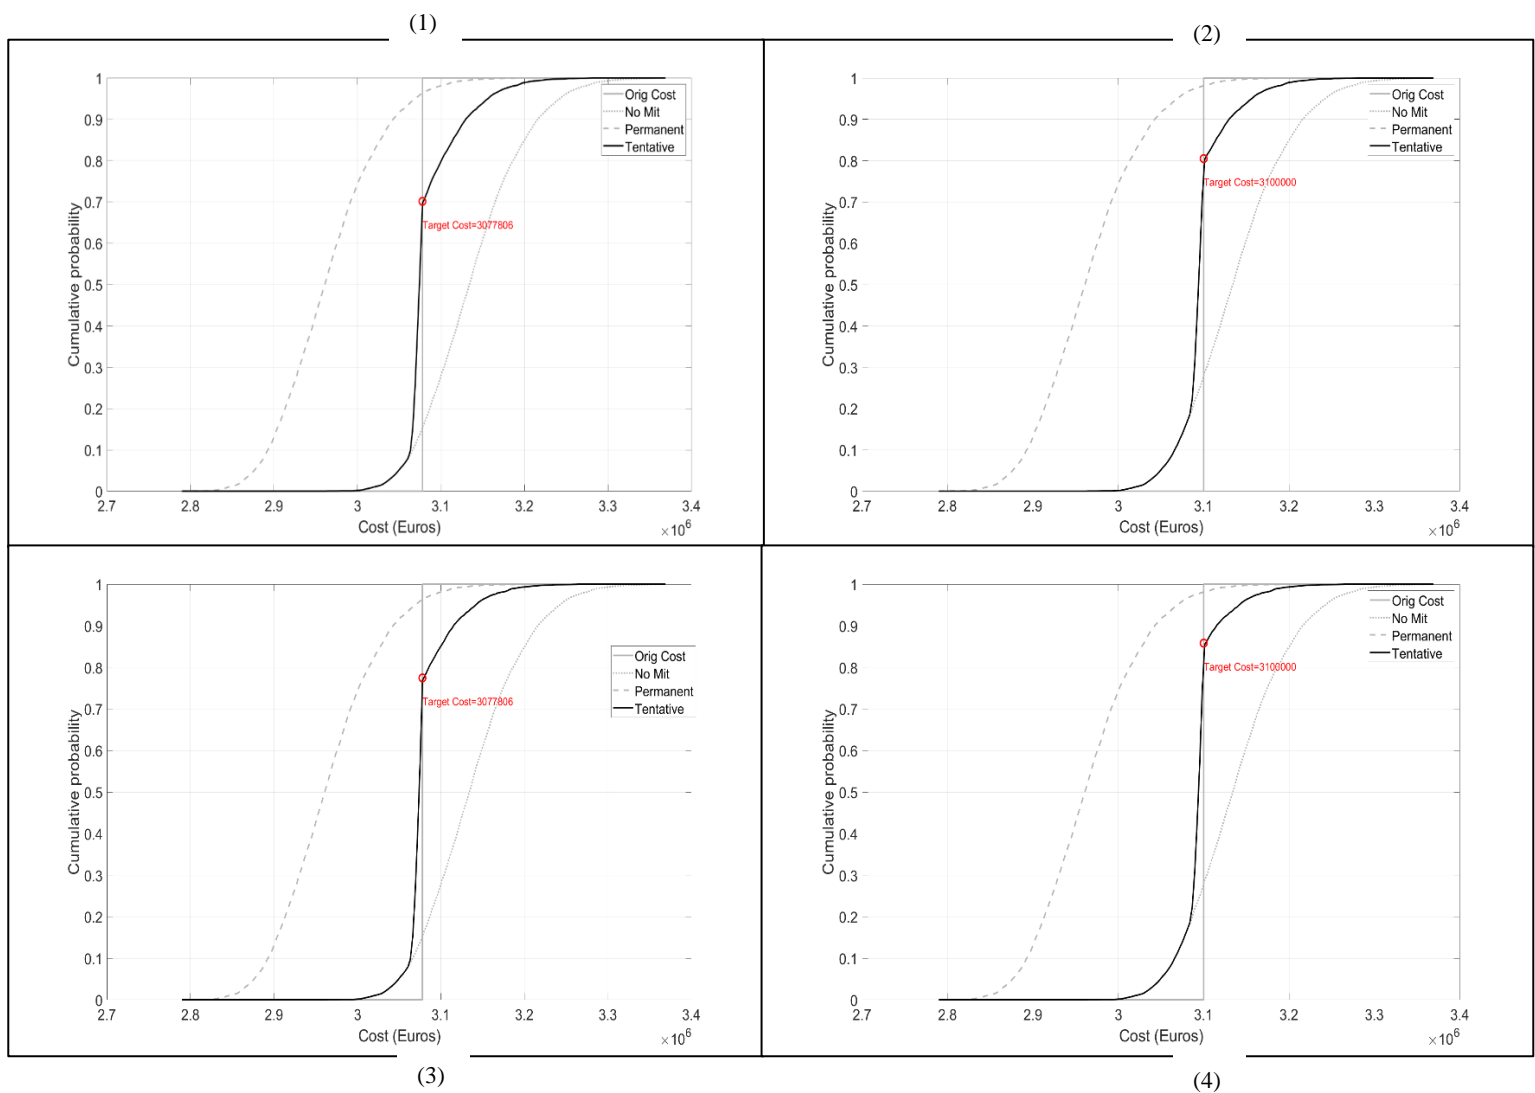 (1)
1
0.9
0.8
0.7
0.6
0.5
0.4
0.3
0.2
0.1
0
Cumulative probability
Orig Cost
No Mit
Permanent
Tentative
Target Cost=3077806
2.7 2.8 2.9 3 3.1 3.2 3.3 3.4
Cost (Euros)
×10⁶
(2)
1
0.9
0.8
0.7
0.6
0.5
0.4
0.3
0.2
0.1
0
Cumulative probability
Orig Cost
No Mit
Permanent
Tentative
Target Cost=3100000
2.7 2.8 2.9 3 3.1 3.2 3.3 3.4
Cost (Euros)
×10⁶
1
0.9
0.8
0.7
0.6
0.5
0.4
0.3
0.2
0.1
0
Cumulative probability
Orig Cost
No Mit
Permanent
Tentative
Target Cost=3077806
2.7 2.8 2.9 3 3.1 3.2 3.3 3.4
Cost (Euros)
×10⁶
(3)
1
0.9
0.8
0.7
0.6
0.5
0.4
0.3
0.2
0.1
0
Cumulative probability
Orig Cost
No Mit
Permanent
Tentative
Target Cost=3100000
2.7 2.8 2.9 3 3.1 3.2 3.3 3.4
Cost (Euros)
×10⁶
(4)